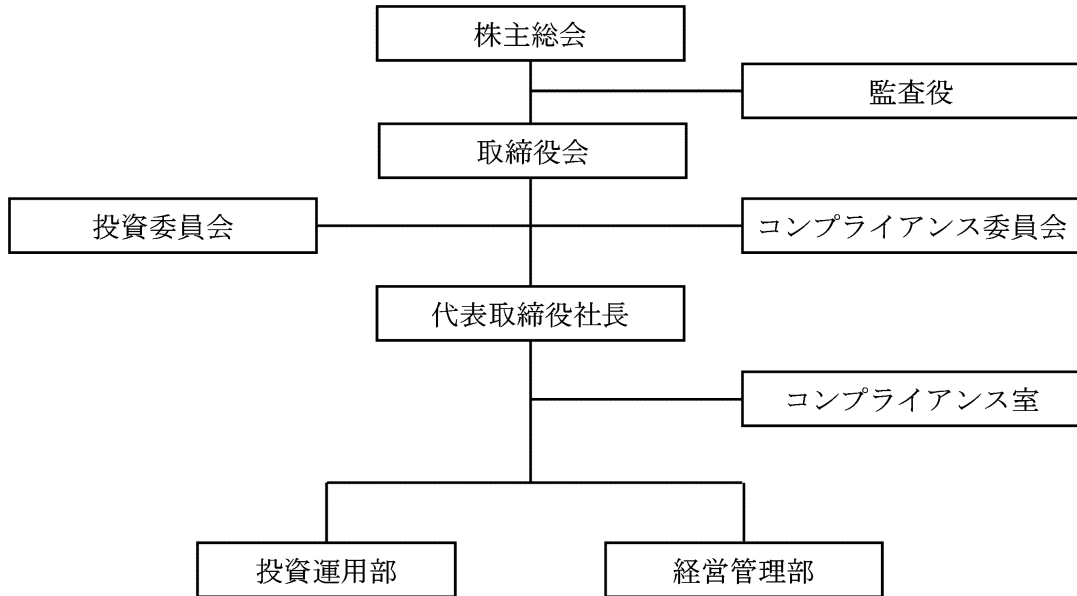 株主総会
監査役
取締役会
投資委員会
コンプライアンス委員会
代表取締役社長
コンプライアンス室
投資運用部
経営管理部